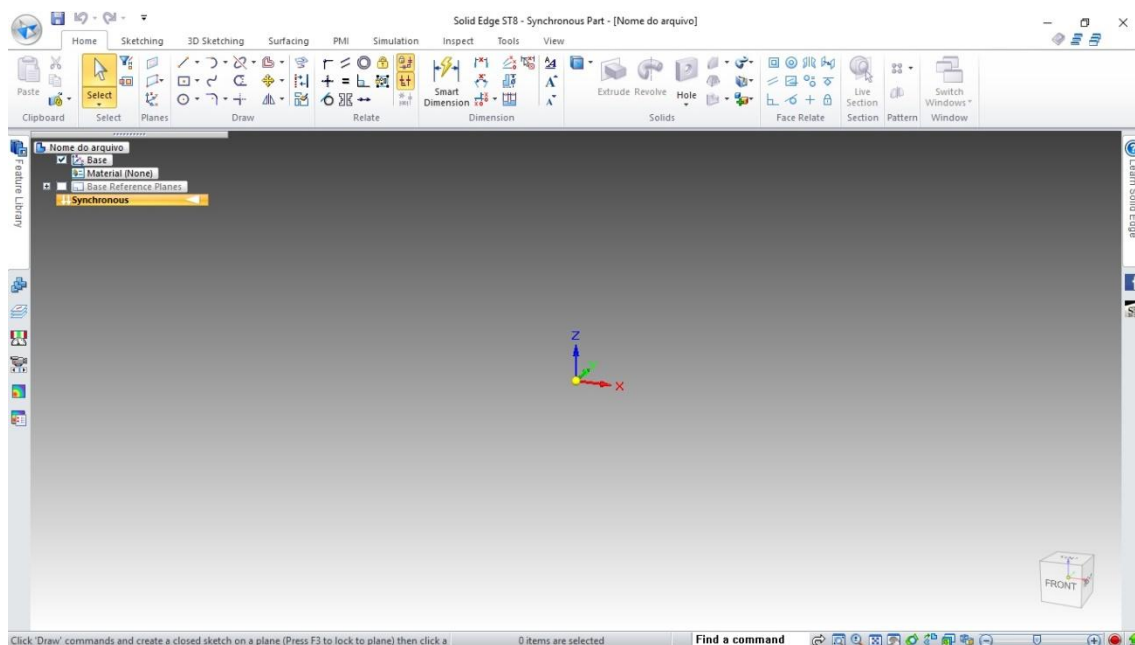 Solid Edge ST8 - Synchronous Part - [Nome do arquivo]
Home Sketching 3D Sketching Surfacing PMI Simulation Inspect Tools View
Paste
Select
Smart Dimension
Extrude Revolve Hole
Live Section
Switch Windows
Clipboard Select Planes Draw Relate Dimension Solids Face Relate Section Pattern Window
Feature Library
Nome do arquivo
Base
Material (None)
Base Reference Planes
Synchronous
Learn Solid Edge
Z
X
FRONT
Click 'Draw' commands and create a closed sketch on a plane (Press F3 to lock to plane) then click a
0 items are selected
Find a command